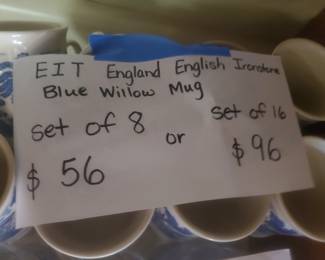 EIT England English Ironstone
Blue Willow Mug
set of 8 or set of 16
$ 56 $ 96